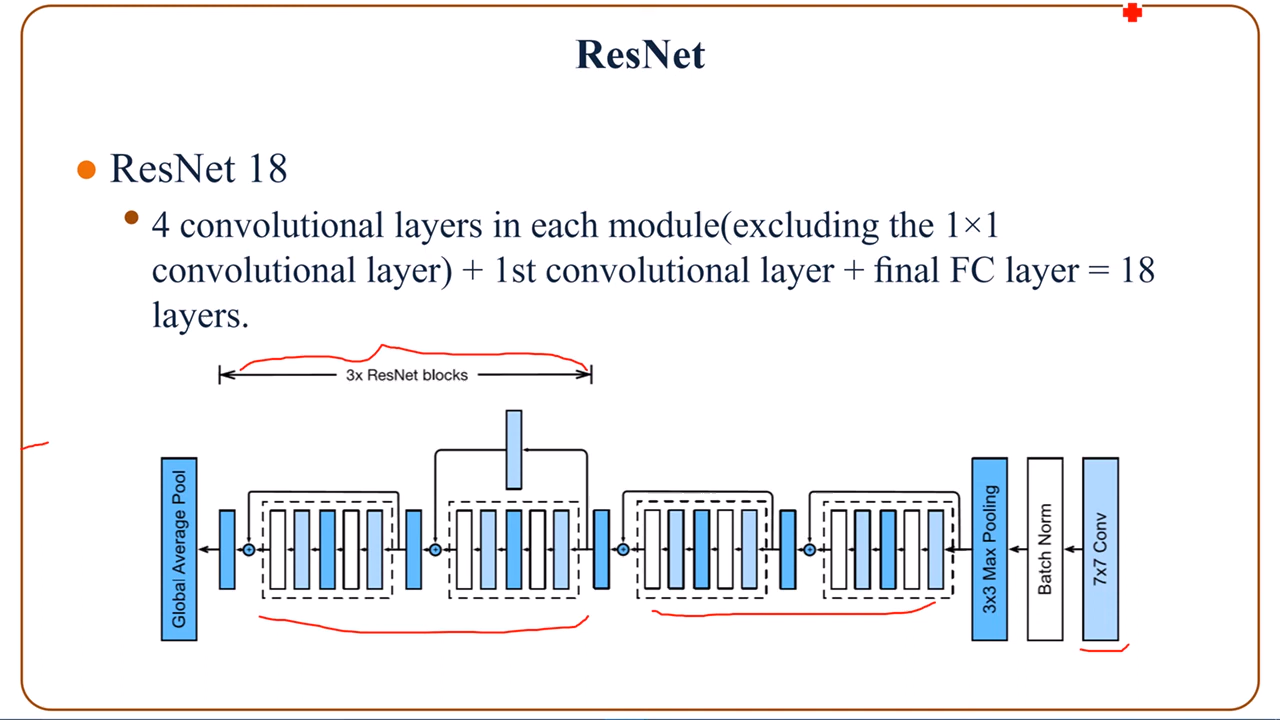 ResNet
ResNet 18
4 convolutional layers in each module(excluding the 1×1
convolutional layer) + 1st convolutional layer + final FC layer = 18
layers.
3x ResNet blocks
Global Average Pool
3x3 Max Pooling
Batch Norm
7x7 Conv